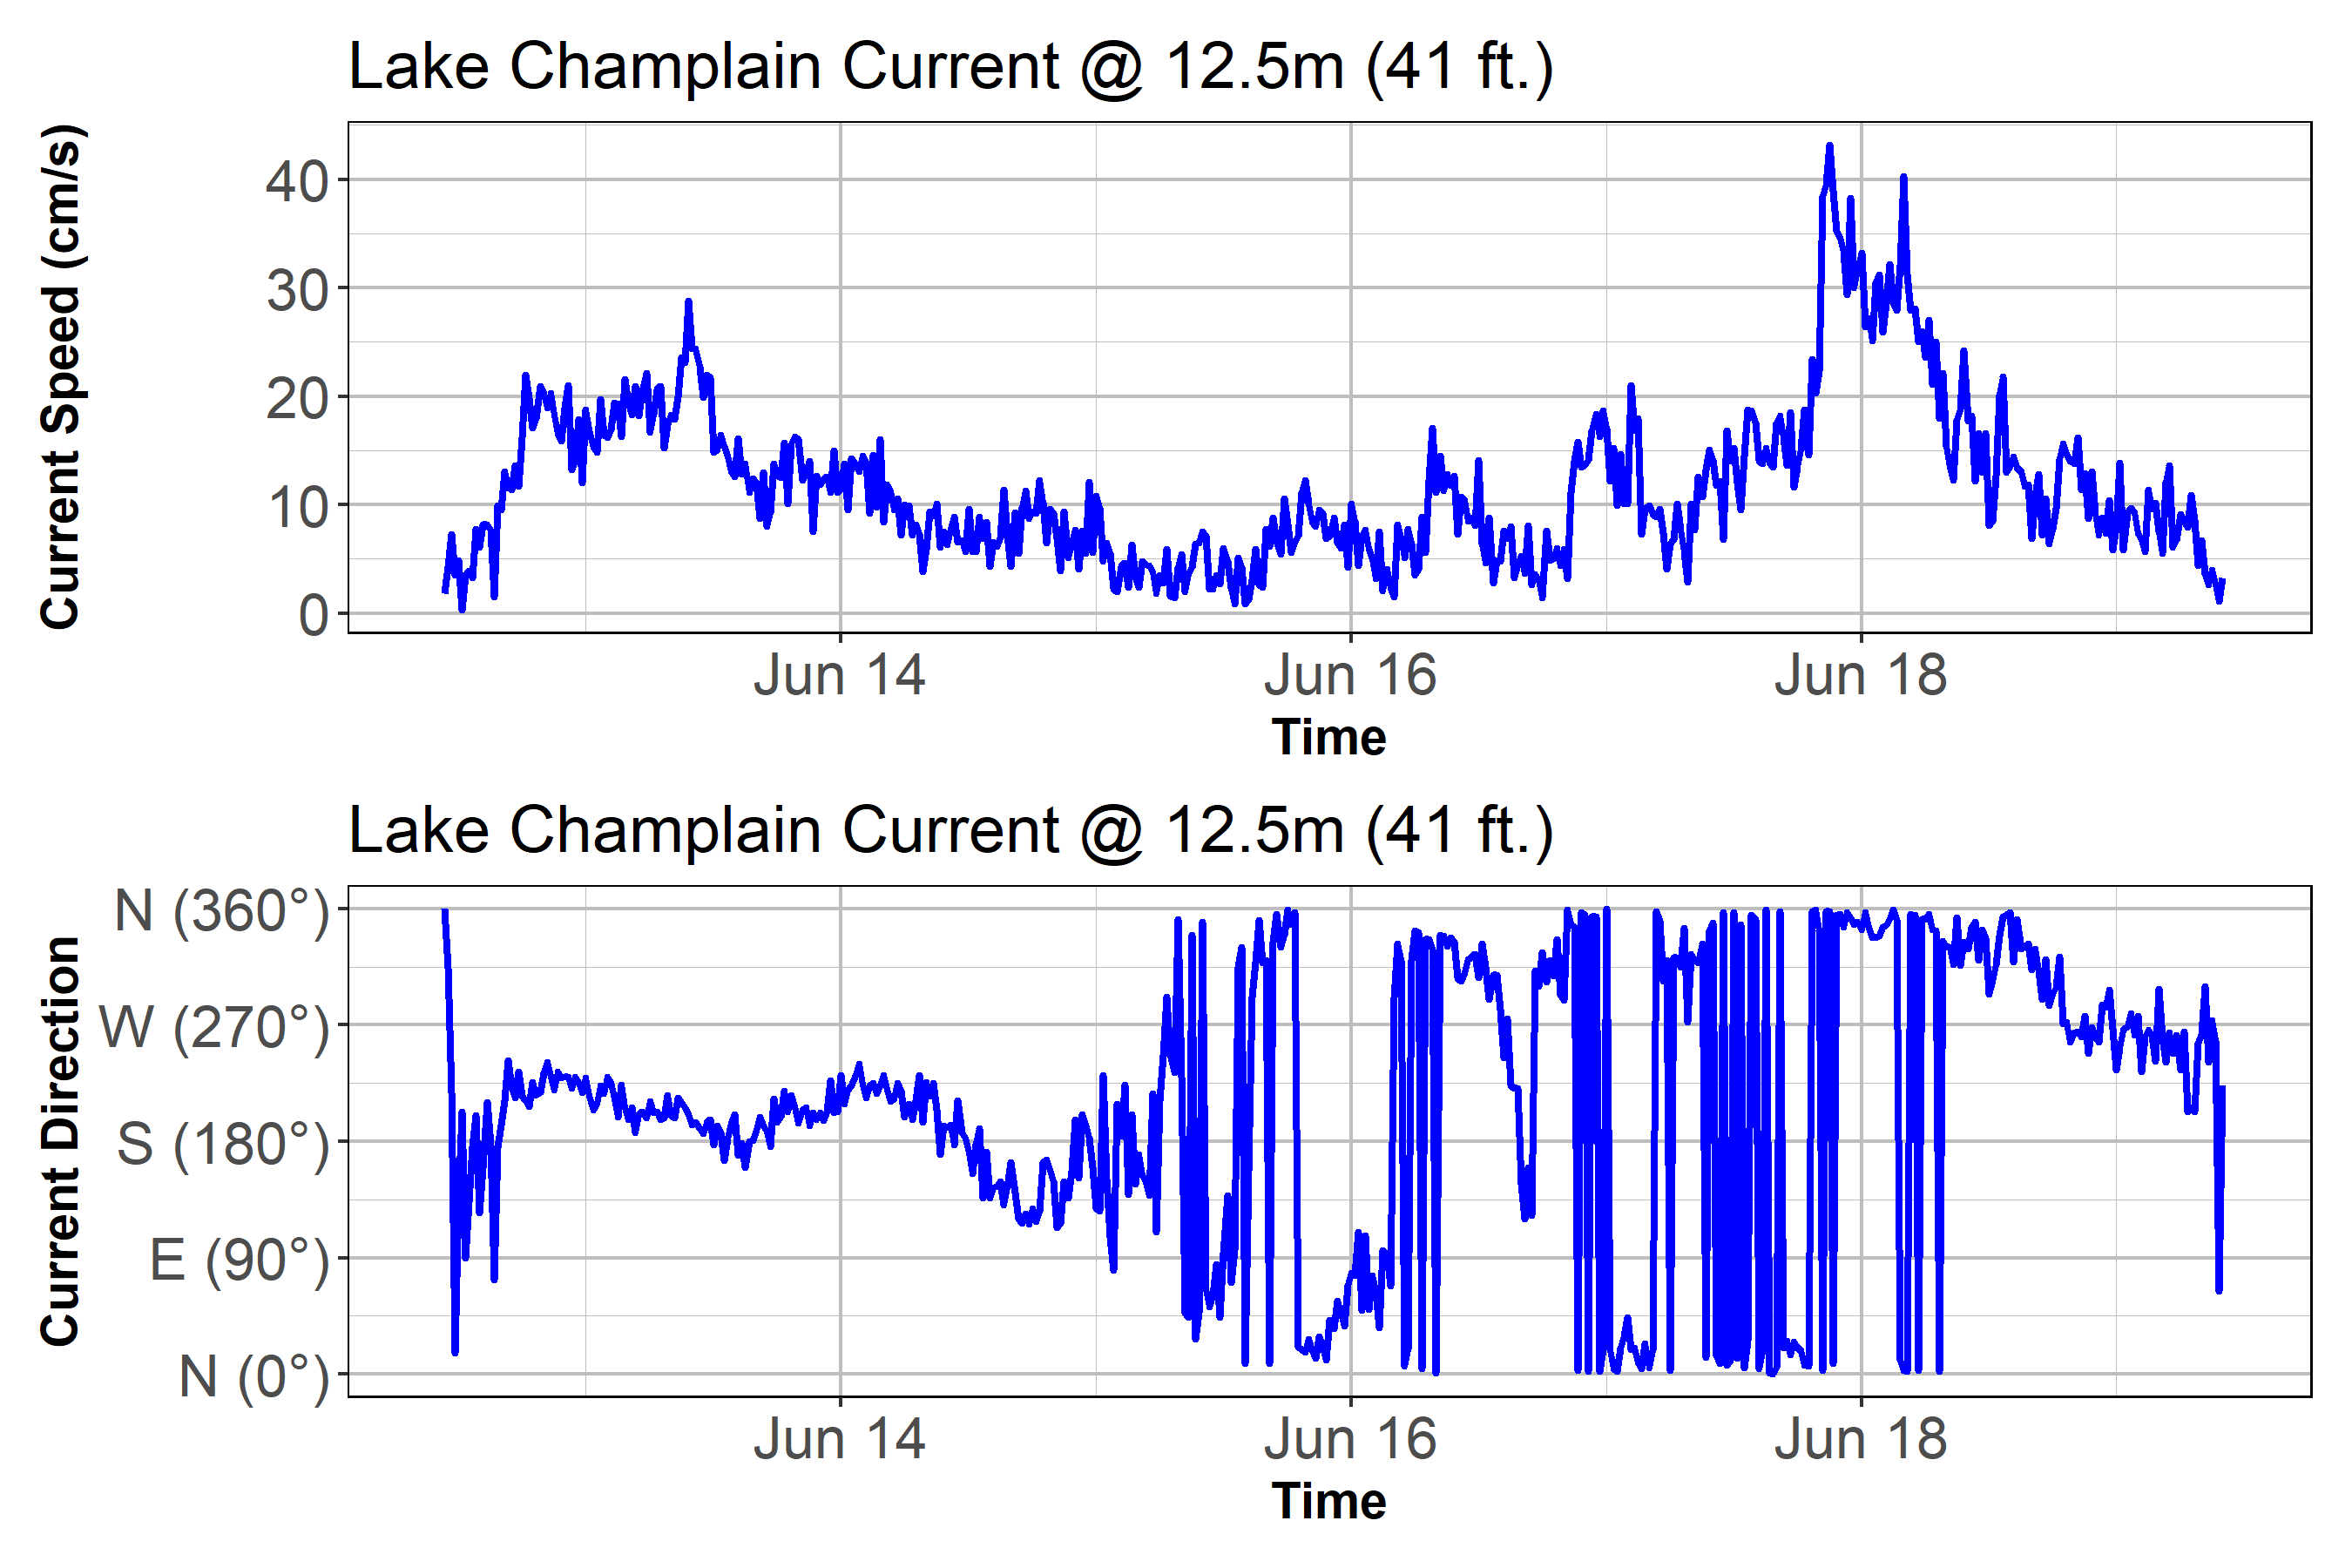 Lake Champlain Current @ 12.5m (41 ft.)
Current Speed (cm/s)
40
30
20
10
0
Jun 14 Jun 16 Jun 18
Time
Lake Champlain Current @ 12.5m (41 ft.)
Current Direction
N (360°)
W (270°)
S (180°)
E (90°)
N (0°)
Jun 14 Jun 16 Jun 18
Time